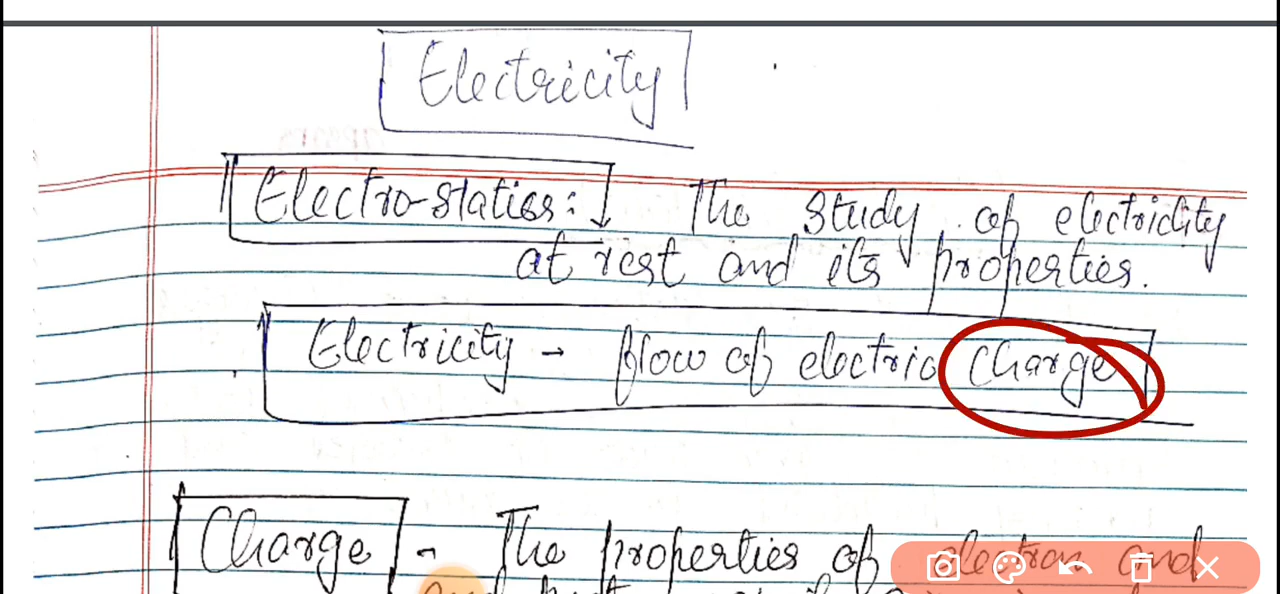 Electricity
Electro-statics: The study of electricity
at rest and its properties.
Electricity → flow of electric charge
Charge - The properties of electron and